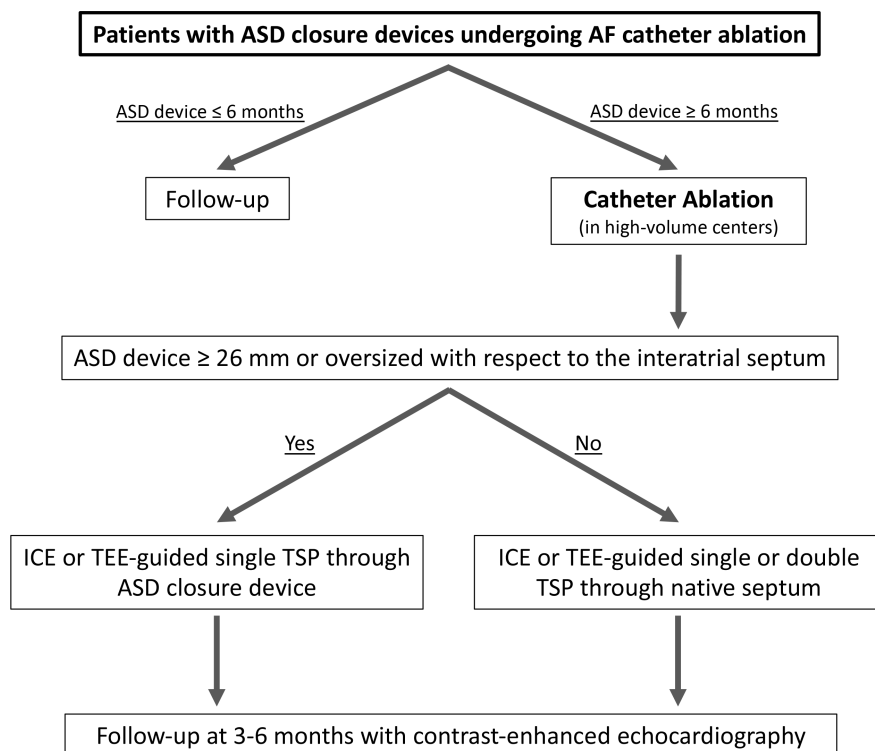 Patients with ASD closure devices undergoing AF catheter ablation
ASD device ≤ 6 months
ASD device ≥ 6 months
Follow-up
Catheter Ablation
(in high-volume centers)
ASD device ≥ 26 mm or oversized with respect to the interatrial septum
Yes
No
ICE or TEE-guided single TSP through
ASD closure device
ICE or TEE-guided single or double
TSP through native septum
Follow-up at 3-6 months with contrast-enhanced echocardiography